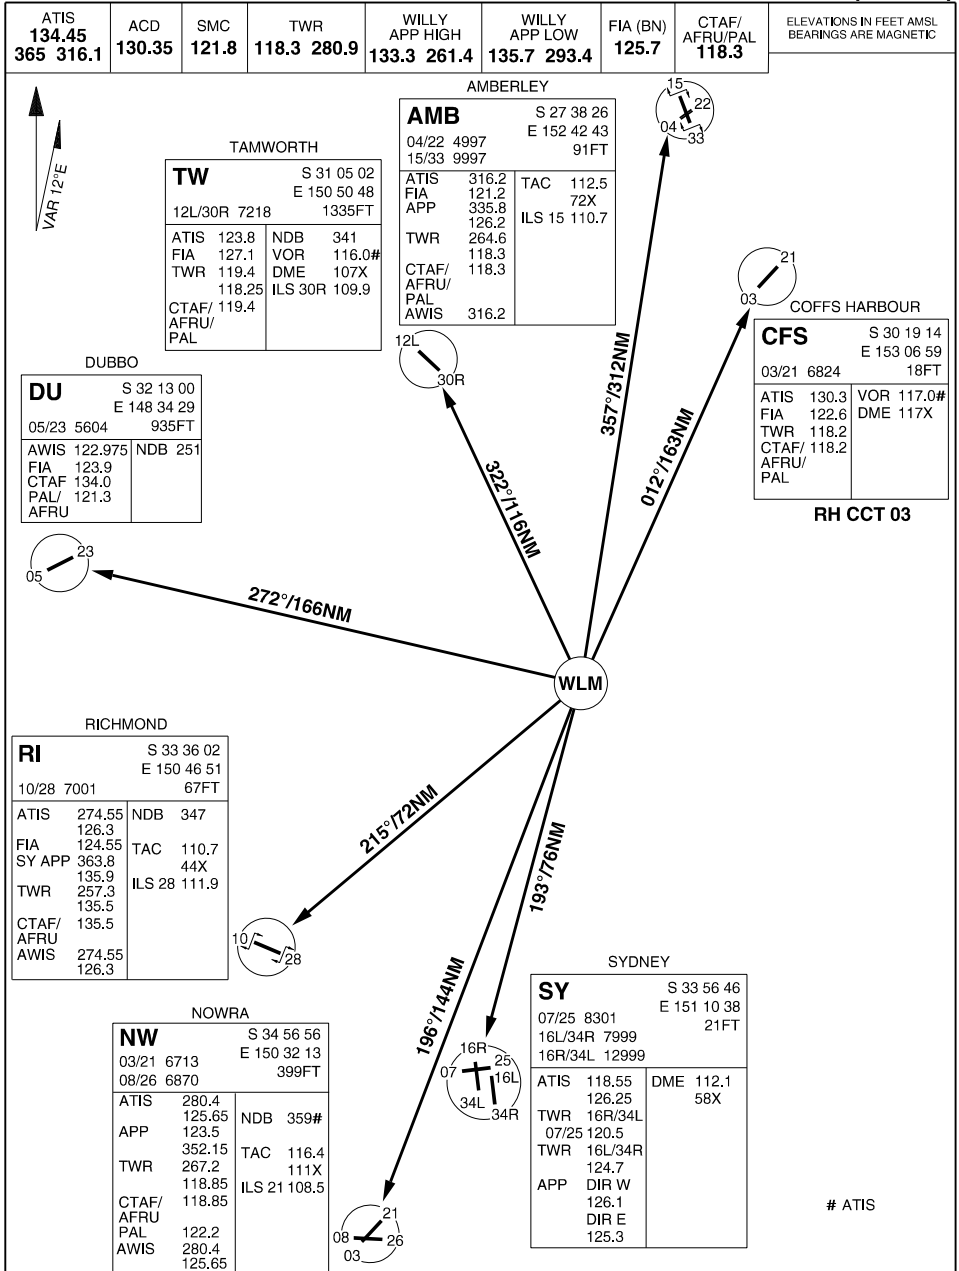 ATIS
134.45
365 316.1
ACD
130.35
SMC
121.8
TWR
118.3 280.9
WILLY
APP HIGH
133.3 261.4
WILLY
APP LOW
135.7 293.4
FIA (BN)
125.7
CTAF/
AFRU/PAL
118.3
ELEVATIONS IN FEET AMSL
BEARINGS ARE MAGNETIC
VAR 12°E
AMBERLEY
AMB S 27 38 26
E 152 42 43
04/22 4997
15/33 9997 91FT
ATIS 316.2
FIA 121.2
APP 335.8
126.2
TWR 264.6
118.3
CTAF/ 118.3
AFRU/
PAL
AWIS 316.2
TAC 112.5
72X
ILS 15 110.7
15
22
04
33
TAMWORTH
TW S 31 05 02
E 150 50 48
12L/30R 7218 1335FT
ATIS 123.8
FIA 127.1
TWR 119.4
118.25
CTAF/ 119.4
AFRU/
PAL
NDB 341
VOR 116.0#
DME 107X
ILS 30R 109.9
12L
30R
21
03
COFFS HARBOUR
CFS S 30 19 14
E 153 06 59
03/21 6824 18FT
ATIS 130.3
FIA 122.6
TWR 118.2
CTAF/ 118.2
AFRU/
PAL
VOR 117.0#
DME 117X
RH CCT 03
DUBBO
DU S 32 13 00
E 148 34 29
05/23 5604 935FT
AWIS 122.975
FIA 123.9
CTAF 134.0
PAL/ 121.3
AFRU
NDB 251
23
05
357°/312NM
012°/163NM
322°/116NM
272°/166NM
WLM
215°/72NM
193°/76NM
196°/144NM
RICHMOND
RI S 33 36 02
E 150 46 51
10/28 7001 67FT
ATIS 274.55
126.3
FIA 124.55
SY APP 363.8
135.9
TWR 257.3
135.5
CTAF/ 135.5
AFRU
AWIS 274.55
126.3
NDB 347
TAC 110.7
44X
ILS 28 111.9
10
28
NOWRA
NW S 34 56 56
E 150 32 13
03/21 6713 399FT
08/26 6870
ATIS 280.4
125.65
APP 123.5
352.15
TWR 267.2
118.85
CTAF/ 118.85
AFRU
PAL 122.2
AWIS 280.4
125.65
NDB 359#
TAC 116.4
111X
ILS 21 108.5
21
08
26
03
16R
07
25
16L
34L
34R
SYDNEY
SY S 33 56 46
E 151 10 38
07/25 8301 21FT
16L/34R 7999
16R/34L 12999
ATIS 118.55
126.25
TWR 16R/34L
07/25 120.5
TWR 16L/34R
124.7
APP DIR W
126.1
DIR E
125.3
DME 112.1
58X
# ATIS